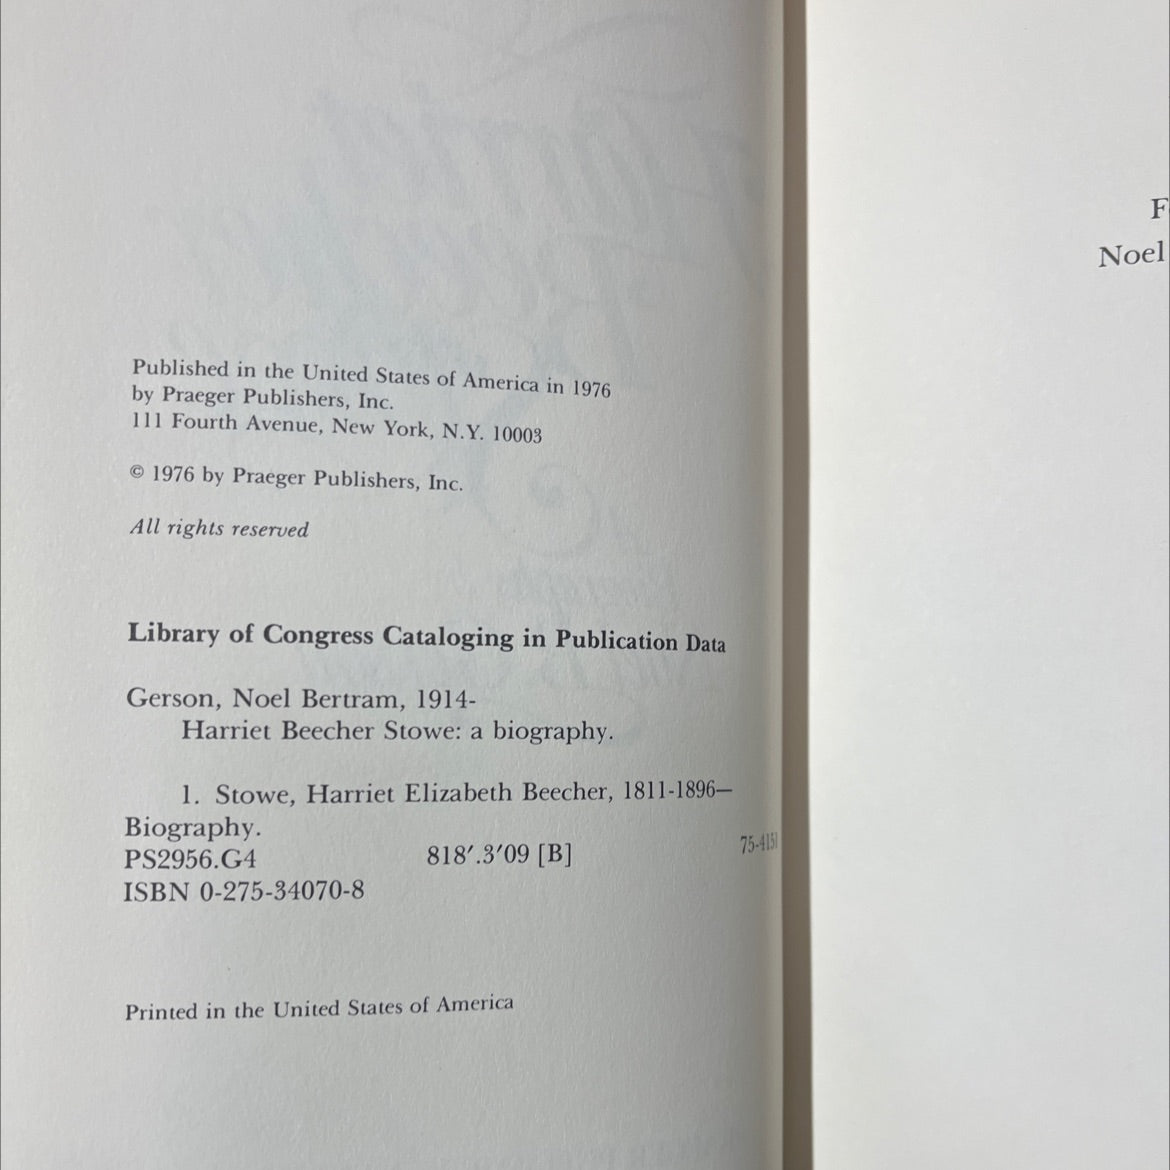 Published in the United States of America in 1976
by Praeger Publishers, Inc.
111 Fourth Avenue, New York, N.Y. 10003
© 1976 by Praeger Publishers, Inc.
All rights reserved
Library of Congress Cataloging in Publication Data
Gerson, Noel Bertram, 1914-
Harriet Beecher Stowe: a biography.
1. Stowe, Harriet Elizabeth Beecher, 1811-1896—
Biography.
PS2956.G4 818′.3′09 [B]
ISBN 0-275-34070-8
Printed in the United States of America
F
Noel